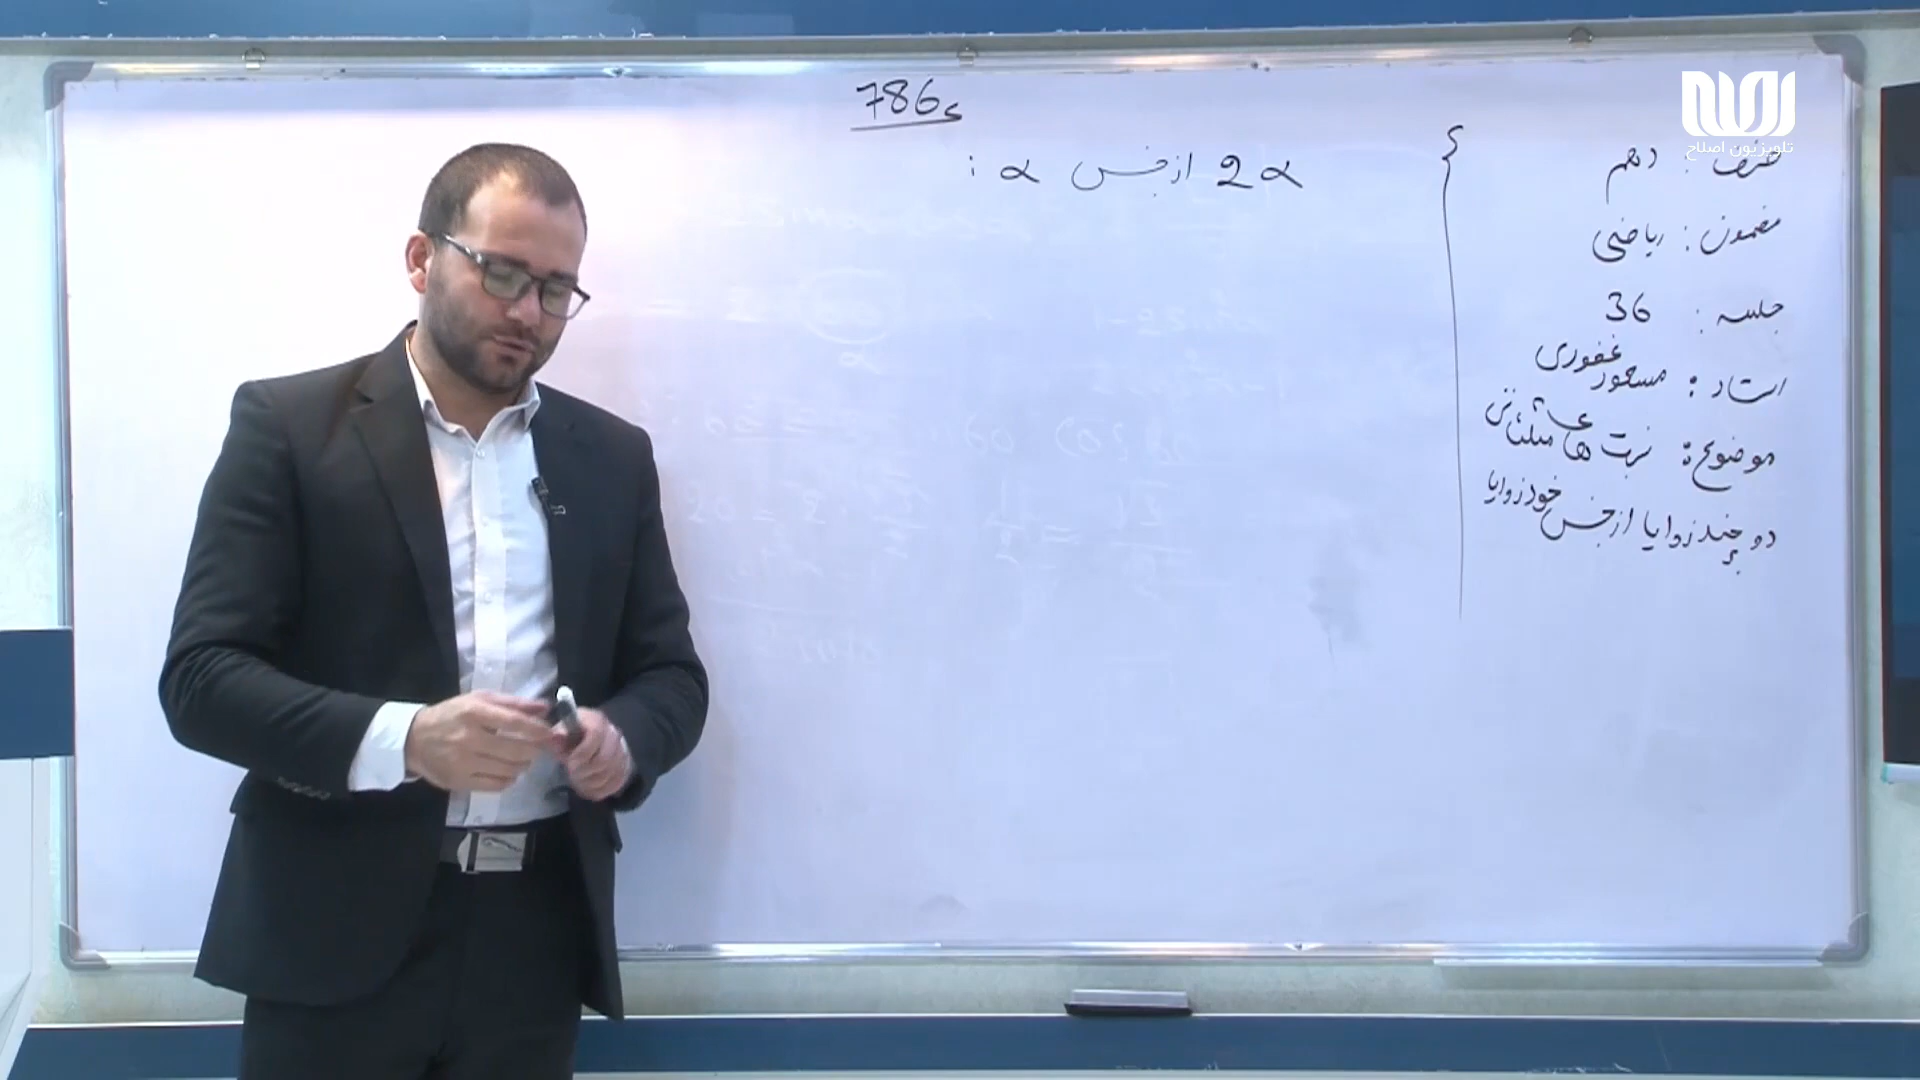 786
2α از جنس α :
صنف : دهم
مضمون : ریاضی
جلسه : 36
استاد : مسعود غفوری
موضوع : نسبت های مثلثاتی
دو چند زوایا از جنس خود زوایا
تلویزیون اصلاح